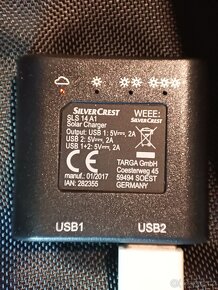 SILVERCREST
SLS 14 A1
Solar Charger
WEEE:
SILVERCREST
Output: USB 1: 5V⎓, 2A
USB 2: 5V⎓, 2A
USB 1+2: 5V⎓, 2A
TARGA GmbH
Coesterweg 45
59494 SOEST
GERMANY
manuf.: 01/2017
IAN: 282355
CE
USB1
USB2